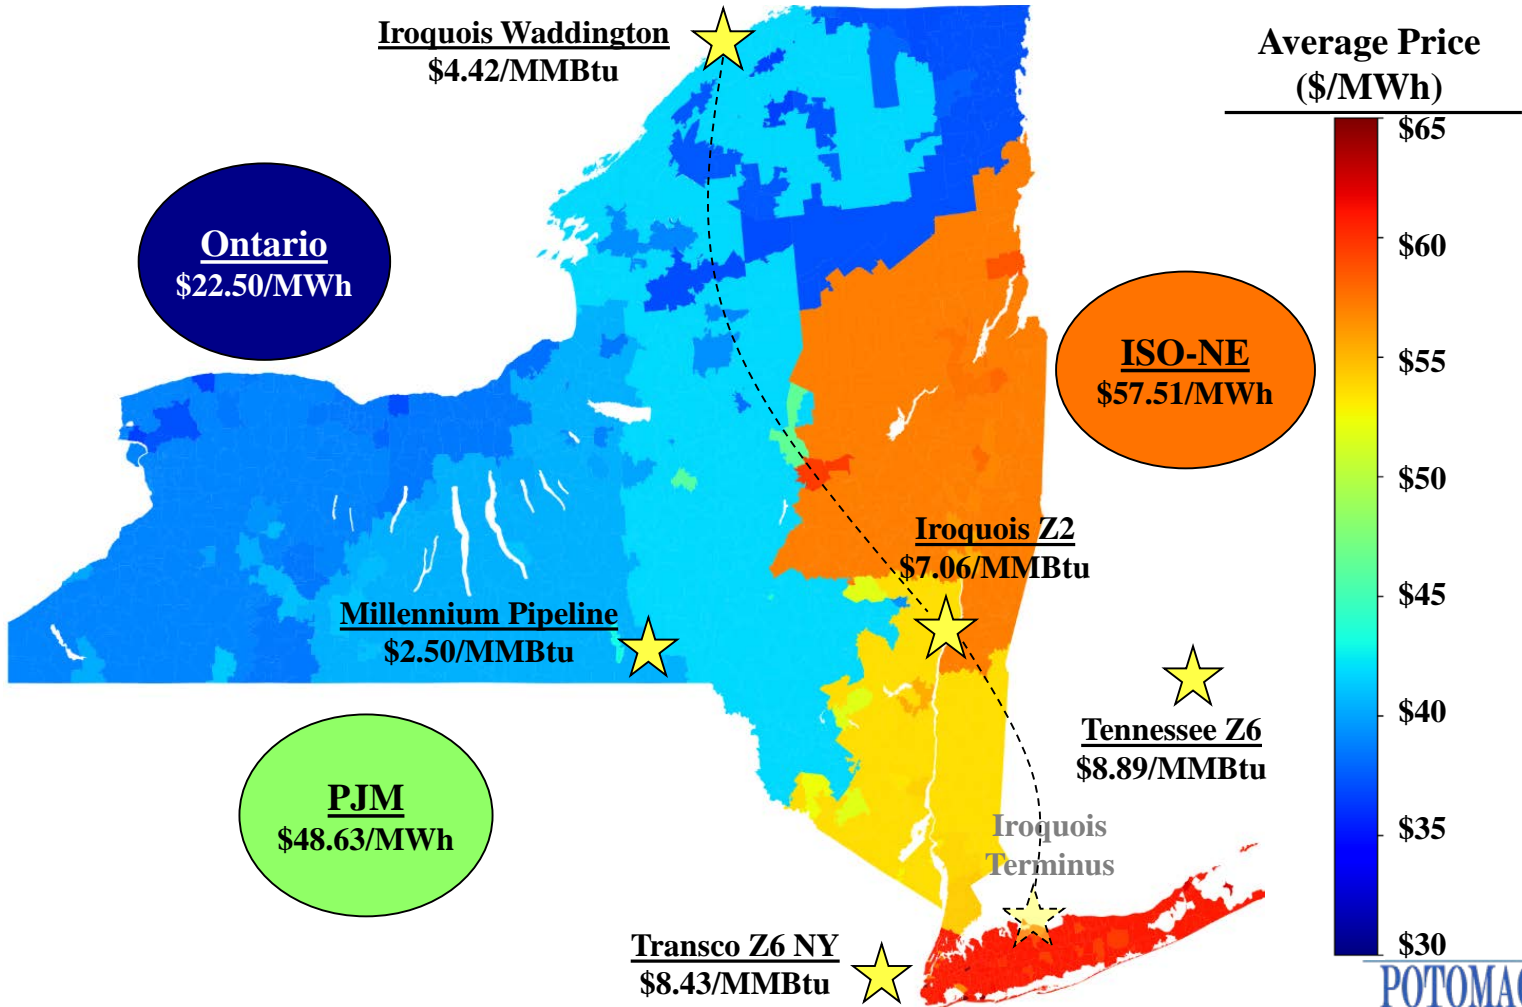 Iroquois Waddington
$4.42/MMBtu
Average Price
($/MWh)
$65
$60
$55
$50
$45
$40
$35
$30
Ontario
$22.50/MWh
ISO-NE
$57.51/MWh
Iroquois Z2
$7.06/MMBtu
Millennium Pipeline
$2.50/MMBtu
Tennessee Z6
$8.89/MMBtu
PJM
$48.63/MWh
Iroquois
Terminus
Transco Z6 NY
$8.43/MMBtu